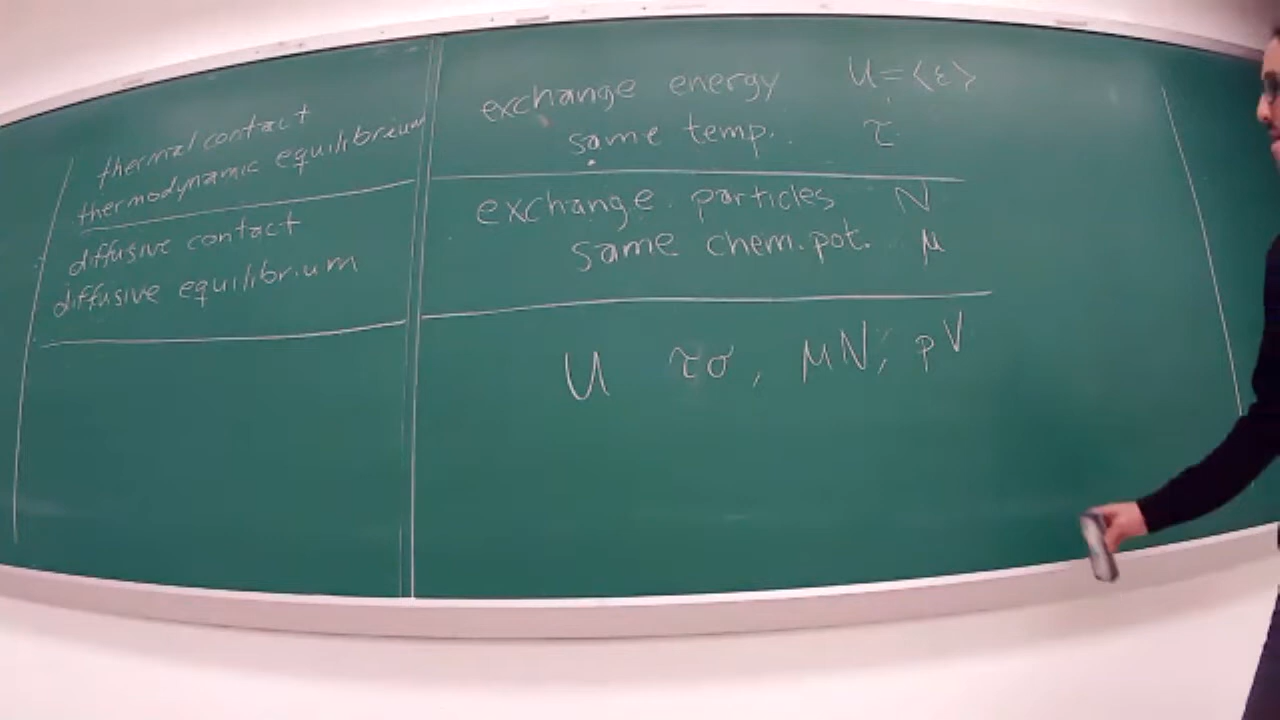 thermal contact
thermodynamic equilibrium
diffusive contact
diffusive equilibrium
exchange energy U=<ε>
same temp. τ
exchange particles N
same chem. pot. μ
U τσ, μN, pV